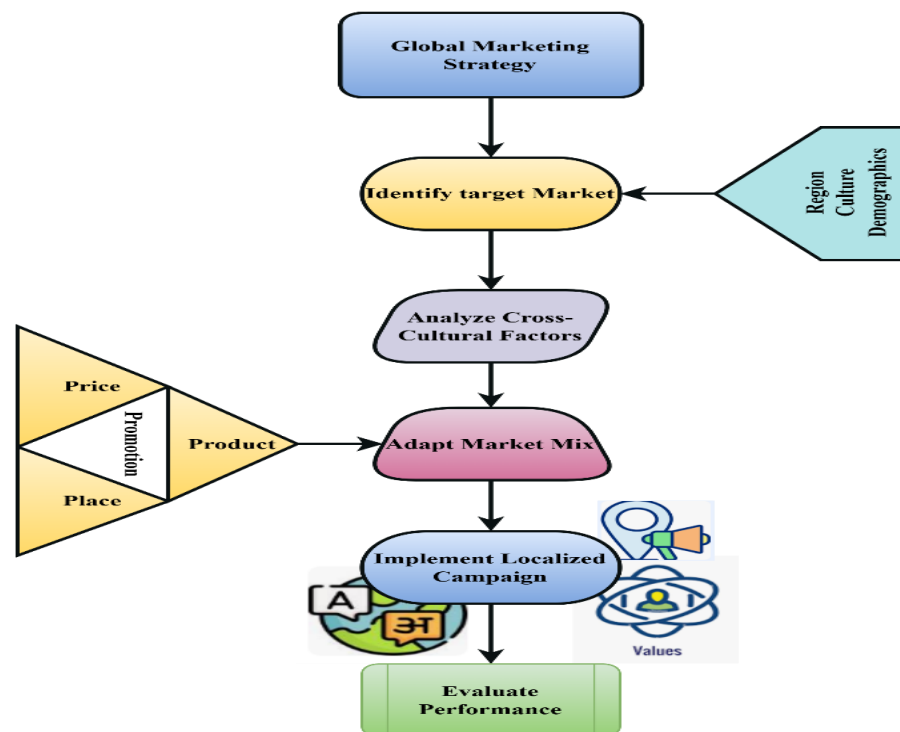 Global Marketing
Strategy
Identify target Market
Region
Culture
Demographics
Analyze Cross-
Cultural Factors
Price
Promotion
Product
Place
Adapt Market Mix
Implement Localized
Campaign
A
अ
Values
Evaluate
Performance